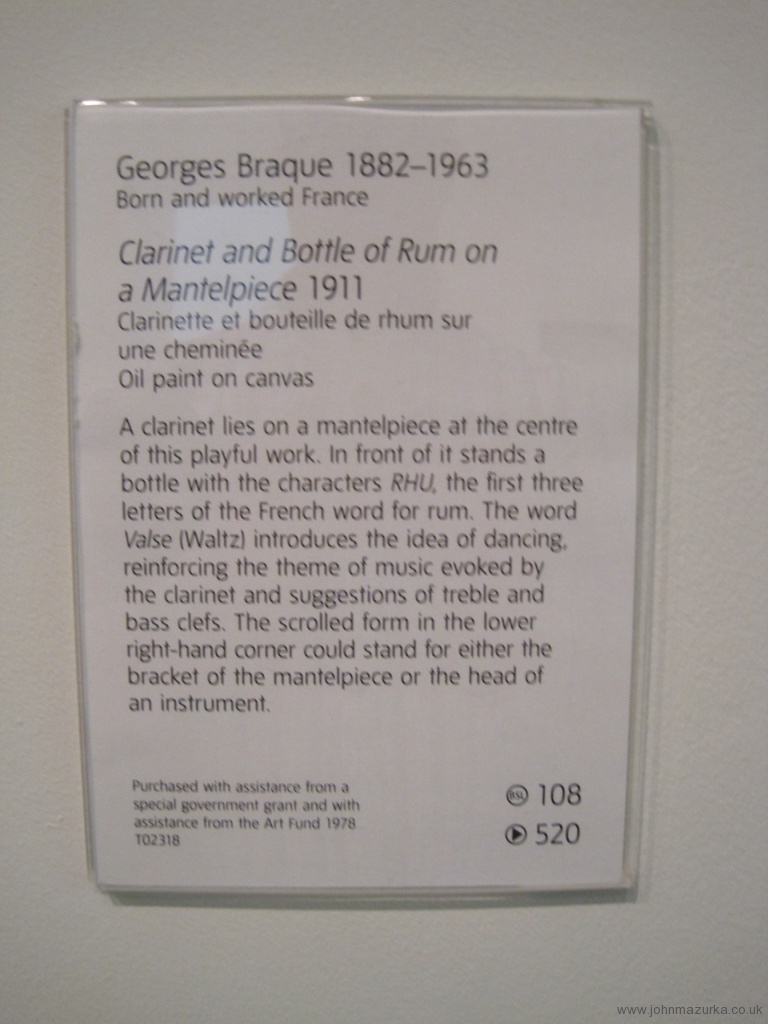 Georges Braque 1882–1963
Born and worked France
Clarinet and Bottle of Rum on
a Mantelpiece 1911
Clarinette et bouteille de rhum sur
une cheminée
Oil paint on canvas
A clarinet lies on a mantelpiece at the centre
of this playful work. In front of it stands a
bottle with the characters RHU, the first three
letters of the French word for rum. The word
Valse (Waltz) introduces the idea of dancing,
reinforcing the theme of music evoked by
the clarinet and suggestions of treble and
bass clefs. The scrolled form in the lower
right-hand corner could stand for either the
bracket of the mantelpiece or the head of
an instrument.
Purchased with assistance from a
special government grant and with
assistance from the Art Fund 1978
T02318
BSL 108
520
www.johnmazurka.co.uk